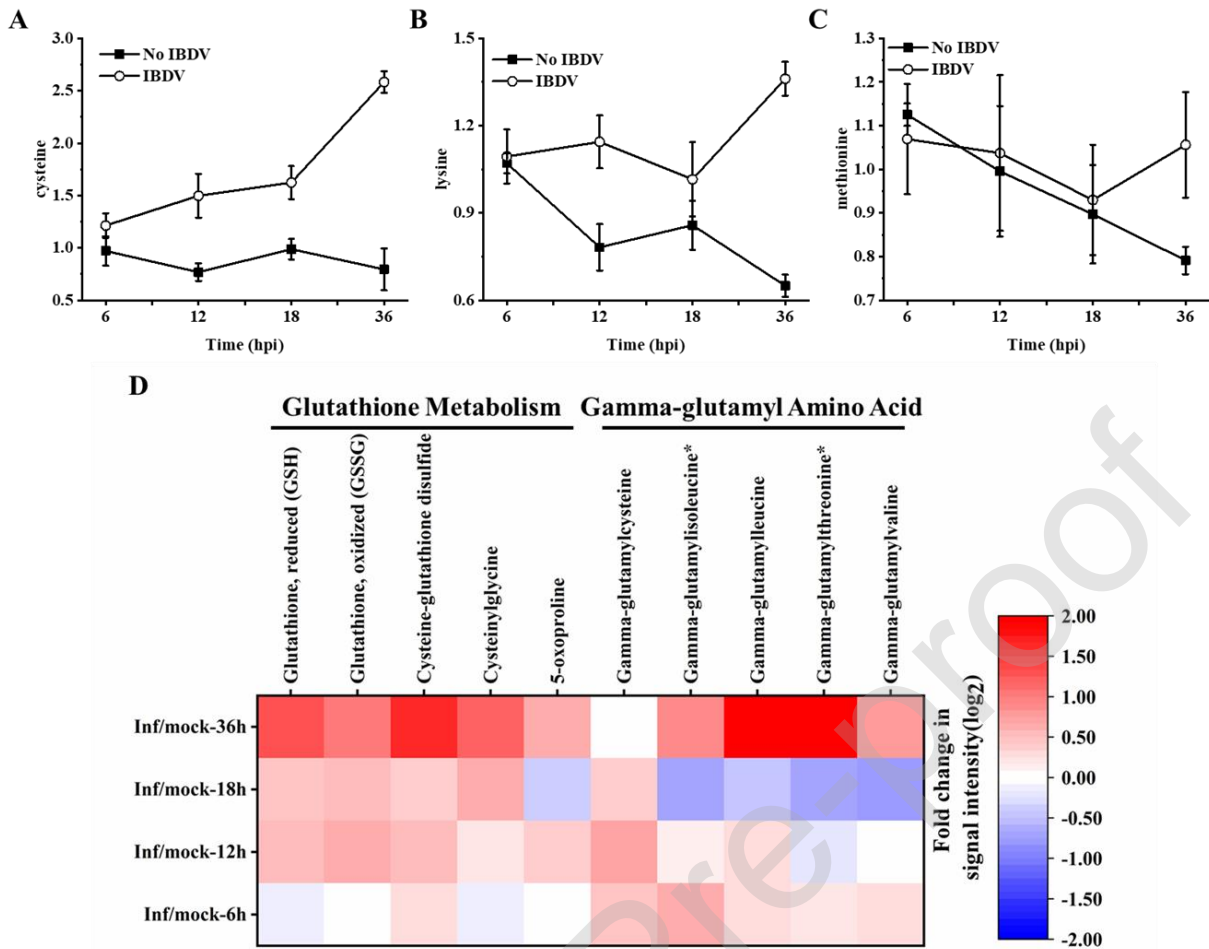 A
3.0
2.5
2.0
1.5
1.0
0.5
cysteine
No IBDV
IBDV
6
12
18
36
Time (hpi)
B
1.5
1.2
0.9
0.6
lysine
No IBDV
IBDV
6
12
18
36
Time (hpi)
C
1.3
1.2
1.1
1.0
0.9
0.8
0.7
methionine
No IBDV
IBDV
6
12
18
36
Time (hpi)
D
Glutathione Metabolism
Gamma-glutamyl Amino Acid
Glutathione, reduced (GSH)
Glutathione, oxidized (GSSG)
Cysteine-glutathione disulfide
Cysteinylglycine
5-oxoproline
Gamma-glutamylcysteine
Gamma-glutamylisoleucine*
Gamma-glutamylleucine
Gamma-glutamylthreonine*
Gamma-glutamylvaline
Inf/mock-36h
Inf/mock-18h
Inf/mock-12h
Inf/mock-6h
Fold change in
signal intensity(log2)
2.00
1.50
1.00
0.50
0.00
-0.50
-1.00
-1.50
-2.00
pre-proof